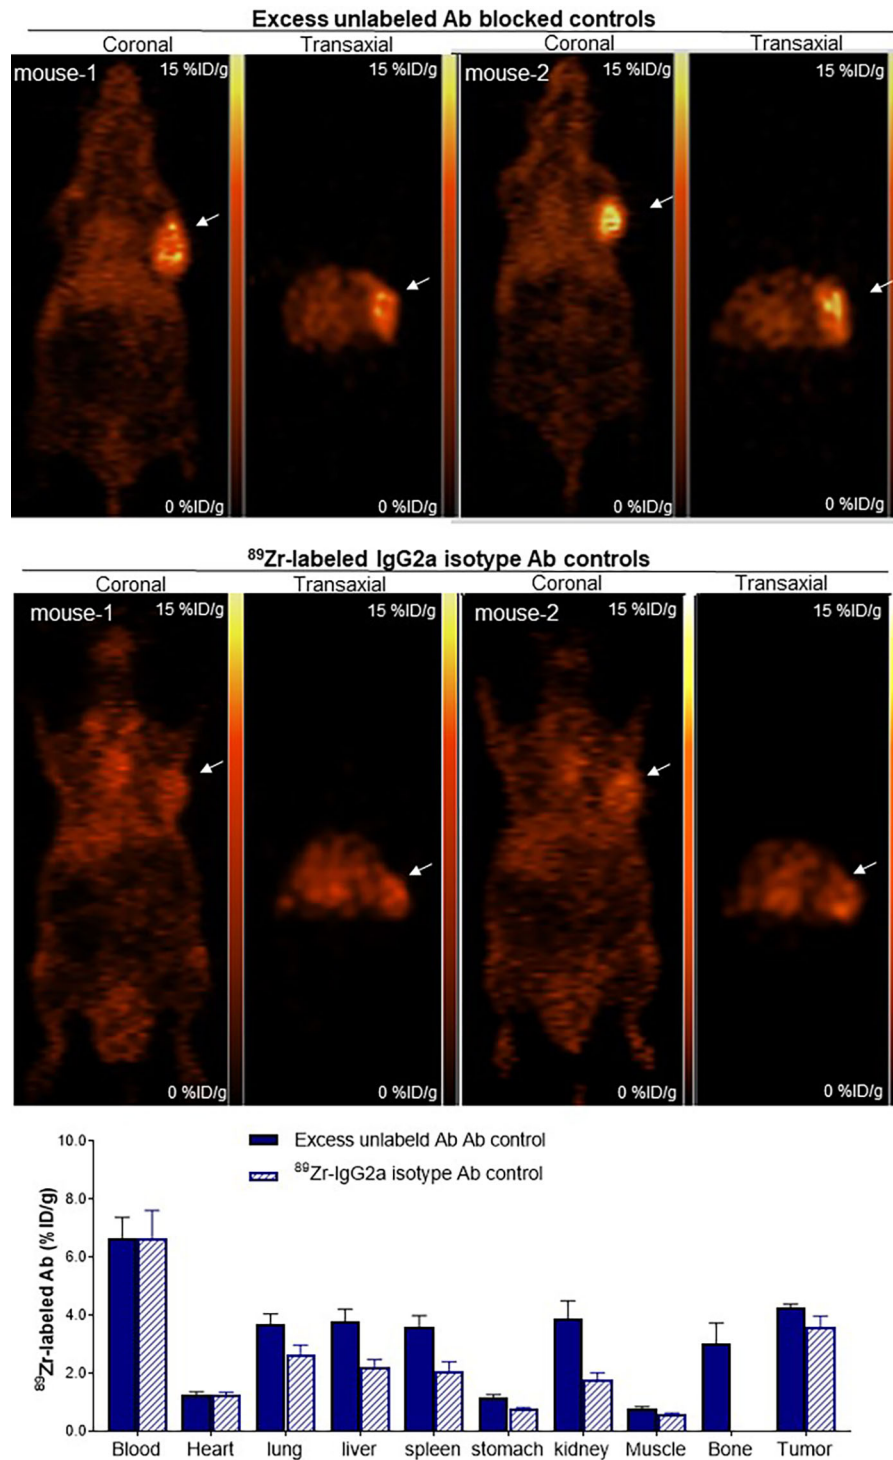 Excess unlabeled Ab blocked controls
Coronal Transaxial Coronal Transaxial
mouse-1 15 %ID/g 15 %ID/g mouse-2 15 %ID/g 15 %ID/g
0 %ID/g 0 %ID/g 0 %ID/g 0 %ID/g
⁸⁹Zr-labeled IgG2a isotype Ab controls
Coronal Transaxial Coronal Transaxial
mouse-1 15 %ID/g 15 %ID/g mouse-2 15 %ID/g 15 %ID/g
0 %ID/g 0 %ID/g 0 %ID/g 0 %ID/g
Excess unlabeld Ab Ab control
⁸⁹Zr-IgG2a isotype Ab control
⁸⁹Zr-labeled Ab (% ID/g)
10.0
8.0
6.0
4.0
2.0
0.0
Blood Heart lung liver spleen stomach kidney Muscle Bone Tumor